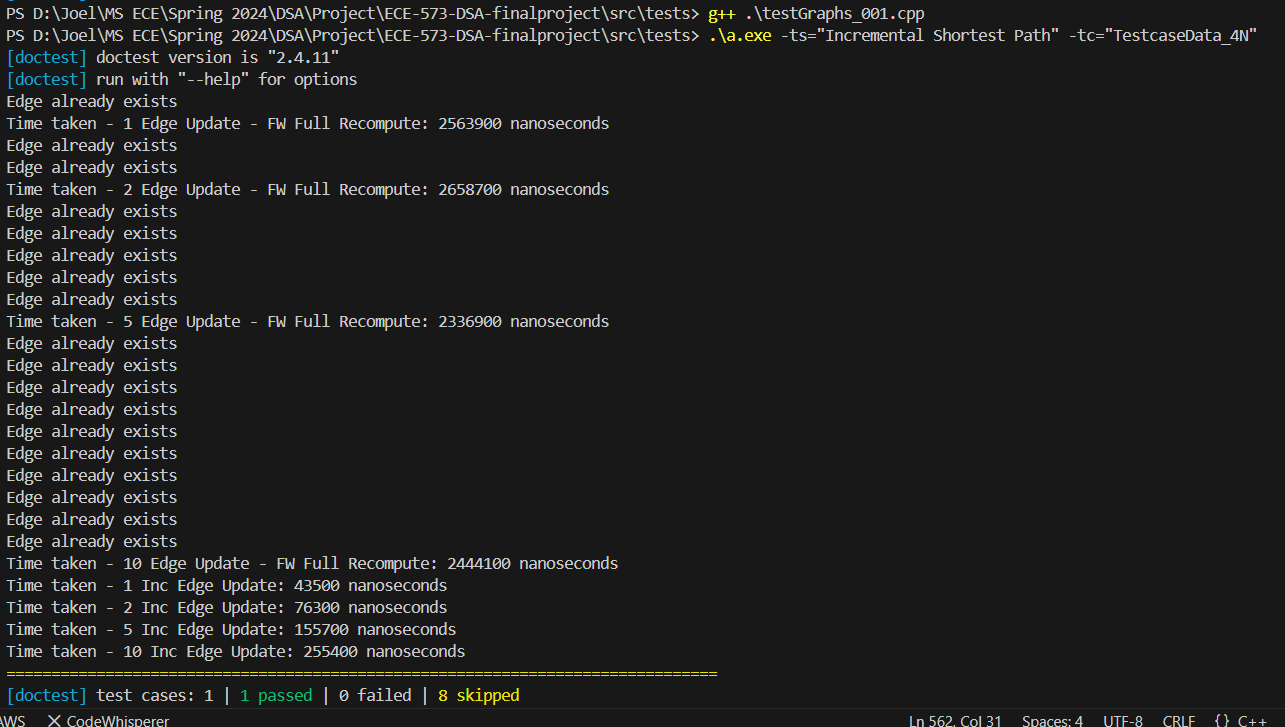 PS D:\Joel\MS ECE\Spring 2024\DSA\Project\ECE-573-DSA-finalproject\src\tests> g++ .\testGraphs_001.cpp
PS D:\Joel\MS ECE\Spring 2024\DSA\Project\ECE-573-DSA-finalproject\src\tests> .\a.exe -ts="Incremental Shortest Path" -tc="TestcaseData_4N"
[doctest] doctest version is "2.4.11"
[doctest] run with "--help" for options
Edge already exists
Time taken - 1 Edge Update - FW Full Recompute: 2563900 nanoseconds
Edge already exists
Edge already exists
Time taken - 2 Edge Update - FW Full Recompute: 2658700 nanoseconds
Edge already exists
Edge already exists
Edge already exists
Edge already exists
Edge already exists
Time taken - 5 Edge Update - FW Full Recompute: 2336900 nanoseconds
Edge already exists
Edge already exists
Edge already exists
Edge already exists
Edge already exists
Edge already exists
Edge already exists
Edge already exists
Edge already exists
Edge already exists
Time taken - 10 Edge Update - FW Full Recompute: 2444100 nanoseconds
Time taken - 1 Inc Edge Update: 43500 nanoseconds
Time taken - 2 Inc Edge Update: 76300 nanoseconds
Time taken - 5 Inc Edge Update: 155700 nanoseconds
Time taken - 10 Inc Edge Update: 255400 nanoseconds
===============================================================================
[doctest] test cases: 1 | 1 passed | 0 failed | 8 skipped
AWS CodeWhisperer Ln 562, Col 31 Spaces: 4 UTF-8 CRLF {} C++